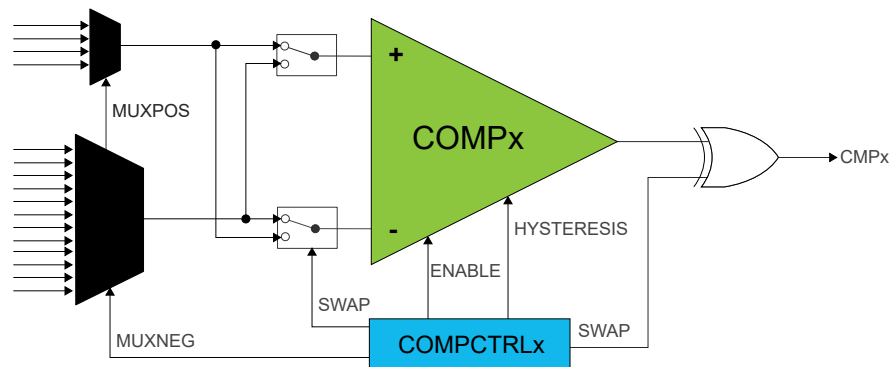 +
MUXPOS
COMPx
CMPx
-
HYSTERESIS
ENABLE
SWAP
SWAP
MUXNEG
COMPCTRLx